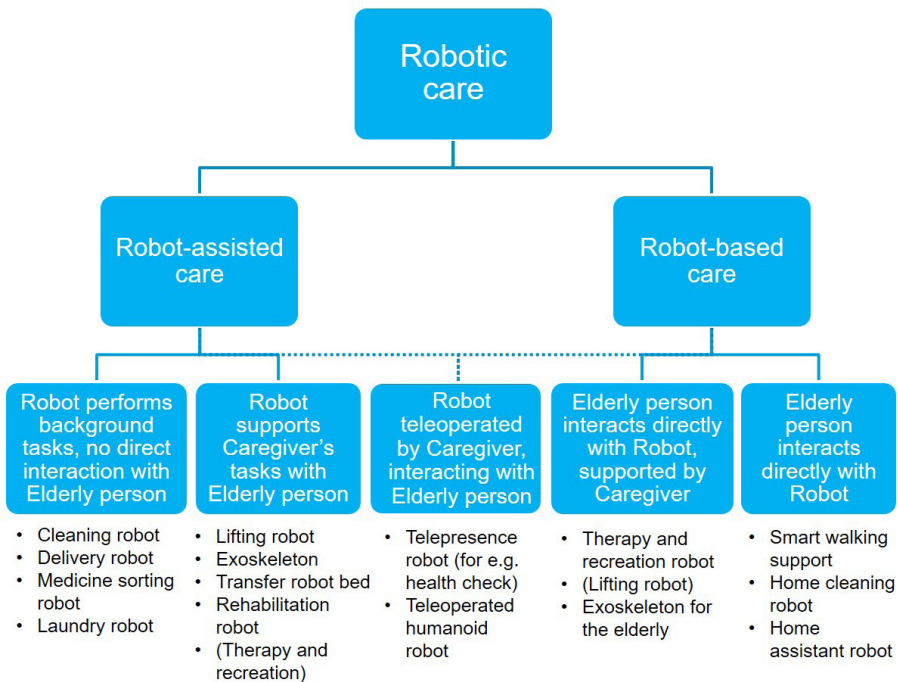 Robotic
care
Robot-assisted
care
Robot-based
care
Robot performs
background
tasks, no direct
interaction with
Elderly person
• Cleaning robot
• Delivery robot
• Medicine sorting
robot
• Laundry robot
Robot
supports
Caregiver's
tasks with
Elderly person
• Lifting robot
• Exoskeleton
• Transfer robot bed
• Rehabilitation
robot
• (Therapy and
recreation)
Robot
teleoperated
by Caregiver,
interacting with
Elderly person
• Telepresence
robot (for e.g.
health check)
• Teleoperated
humanoid
robot
Elderly person
interacts directly
with Robot,
supported by
Caregiver
• Therapy and
recreation robot
• (Lifting robot)
• Exoskeleton for
the elderly
Elderly
person
interacts
directly with
Robot
• Smart walking
support
• Home cleaning
robot
• Home
assistant robot